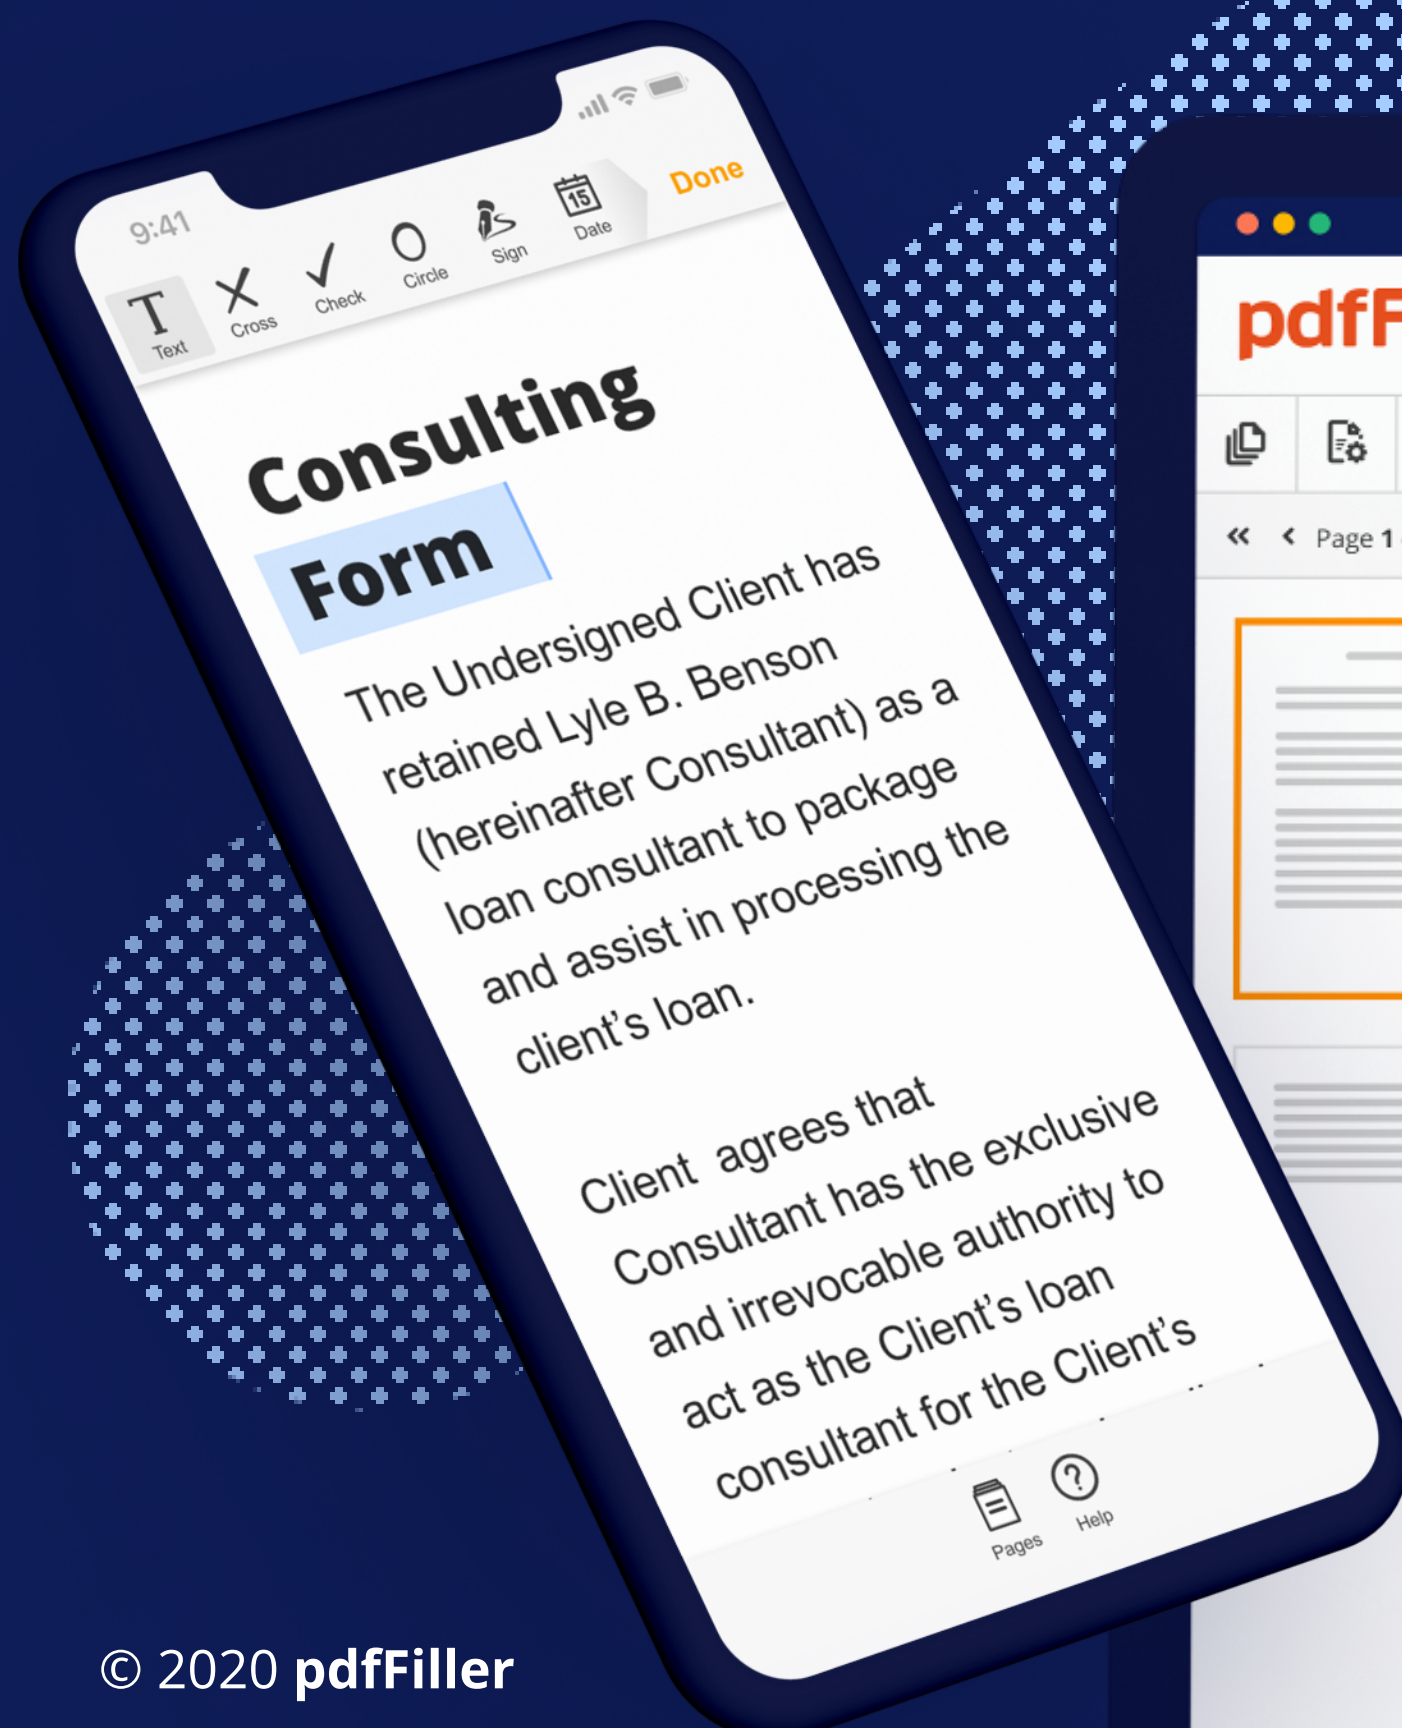 9:41
Text
Cross
Check
Circle
Sign
15
Date
Done
Consulting
Form
The Undersigned Client has
retained Lyle B. Benson
(hereinafter Consultant) as a
loan consultant to package
and assist in processing the
client’s loan.
Client  agrees that
Consultant has the exclusive
and irrevocable authority to
act as the Client’s loan
consultant for the Client’s
Pages
Help
pdfF
Page 1
© 2020 pdfFiller